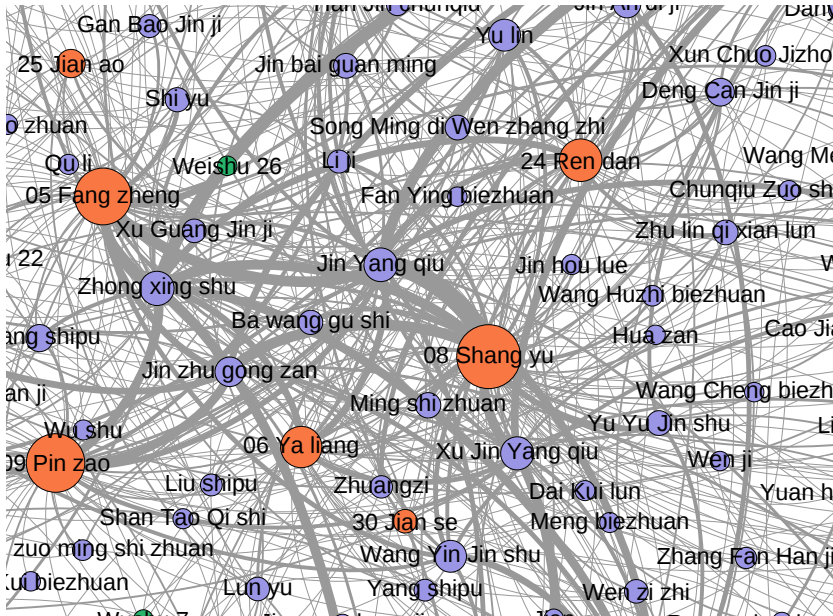 Gan Bao Jin ji
Yu lin
25 Jian ao
Jin bai guan ming
Xun Chuo Jizho
Shi yu
Deng Can Jin ji
o zhuan
Song Ming di Wen zhang zhi
Qu li
Weishu 26
Li ji
24 Ren dan
Wang Me
05 Fang zheng
Fan Ying biezhuan
Chunqiu Zuo sh
Xu Guang Jin ji
Zhu lin qi xian lun
22
Jin Yang qiu
Jin hou lue
Zhong xing shu
Wang Huzhi biezhuan
Ba wang gu shi
ang shipu
Hua zan
Cao Jia
08 Shang yu
Jin zhu gong zan
an ji
Ming shi zhuan
Wang Cheng biezh
Wu shu
06 Ya liang
Xu Jin Yang qiu
Yu Yu Jin shu
Li
09 Pin zao
Wen ji
Liu shipu
Zhuangzi
Dai Kui lun
Yuan h
Shan Tao Qi shi
30 Jian se
Meng biezhuan
zuo ming shi zhuan
Wang Yin Jin shu
Zhang Fan Han ji
Kui biezhuan
Lun yu
Yang shipu
Wen zi zhi